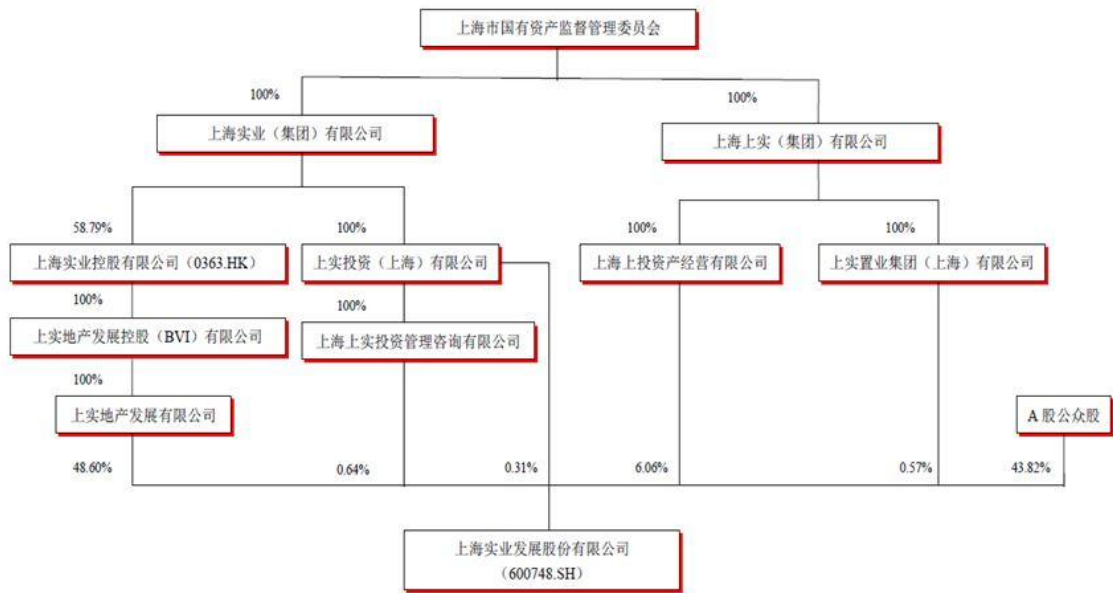 上海市国有资产监督管理委员会
100%
100%
上海实业（集团）有限公司
上海上实（集团）有限公司
58.79%
100%
100%
100%
上海实业控股有限公司（0363.HK）
上实投资（上海）有限公司
上海上投资产经营有限公司
上实置业集团（上海）有限公司
100%
100%
上实地产发展控股（BVI）有限公司
上海上实投资管理咨询有限公司
100%
上实地产发展有限公司
A 股公众股
48.60%
0.64%
0.31%
6.06%
0.57%
43.82%
上海实业发展股份有限公司
（600748.SH）